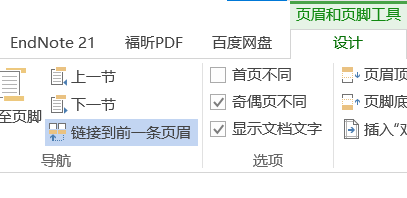 页眉和页脚工具
EndNote 21 福昕PDF 百度网盘 设计
上一节 首页不同 页眉顶
至页脚 下一节 奇偶页不同 页脚底
链接到前一条页眉 显示文档文字 插入“对
导航 选项